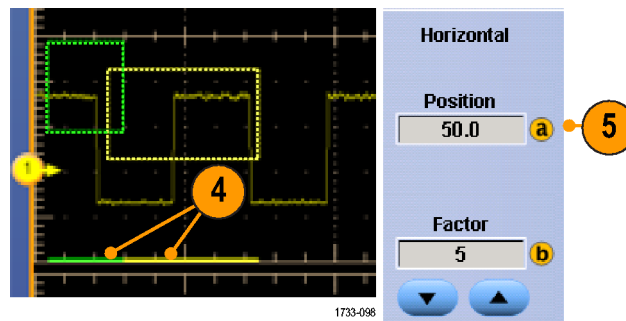 1
4
1733-098
Horizontal
Position
50.0 a
5
Factor
5 b